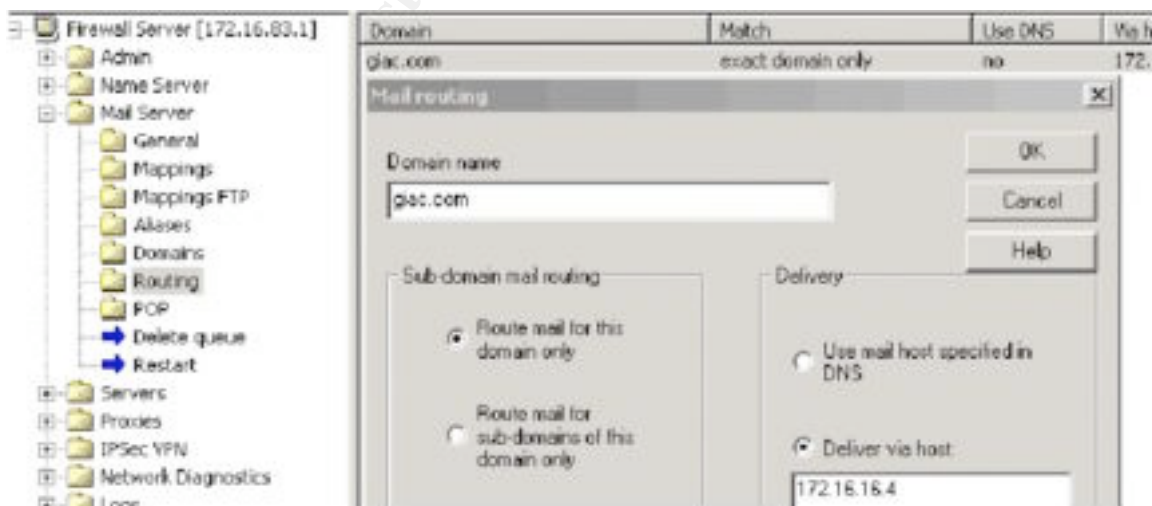 Firewall Server [172.16.83.1]
Admin
Name Server
Mail Server
General
Mappings
Mappings FTP
Aliases
Domains
Routing
POP
Delete queue
Restart
Servers
Proxies
IPSec VPN
Network Diagnostics
Logs
Domain Match Use DNS Via h
giac.com exact domain only no 172.
Mail routing
Domain name
giac.com
OK
Cancel
Help
Sub-domain mail routing
Route mail for this
domain only
Route mail for
sub-domains of this
domain only
Delivery
Use mail host specified in
DNS
Deliver via host:
172.16.16.4